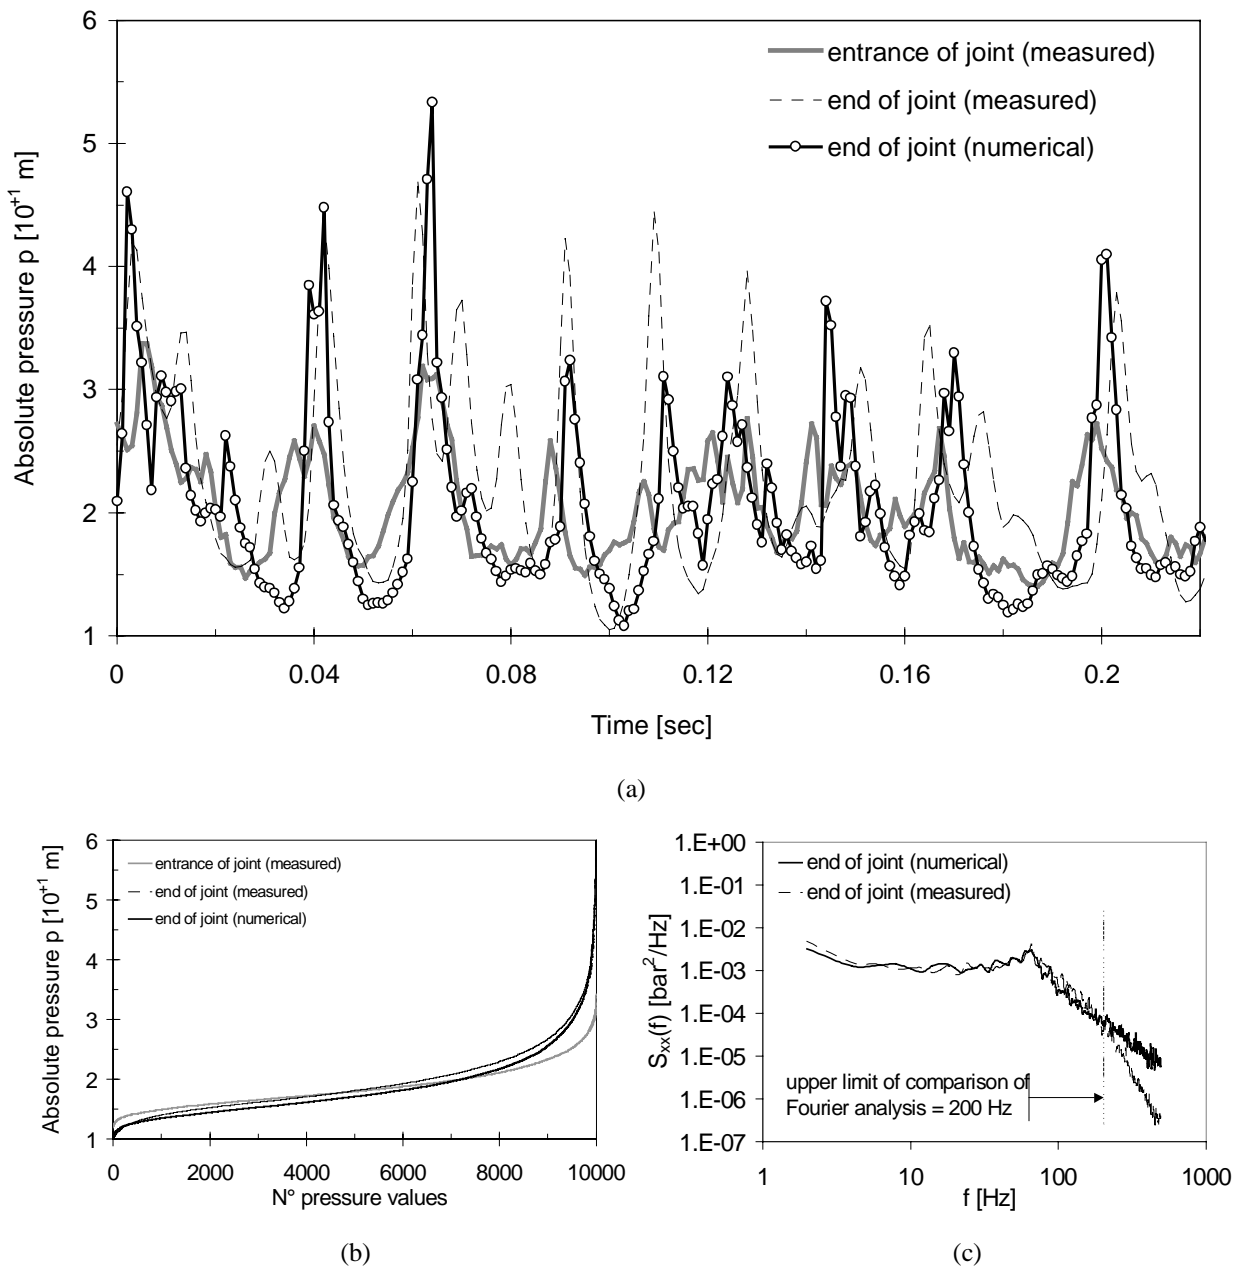 6
5
4
3
2
1
Absolute pressure p [10⁺¹ m]
entrance of joint (measured)
end of joint (measured)
end of joint (numerical)
0 0.04 0.08 0.12 0.16 0.2
Time [sec]
(a)
6
5
4
3
2
1
Absolute pressure p [10⁺¹ m]
entrance of joint (measured)
end of joint (measured)
end of joint (numerical)
0 2000 4000 6000 8000 10000
N° pressure values
(b)
1.E+00
1.E-01
1.E-02
1.E-03
1.E-04
1.E-05
1.E-06
1.E-07
Sxx(f) [bar²/Hz]
end of joint (numerical)
end of joint (measured)
upper limit of comparison of
Fourier analysis = 200 Hz
1 10 100 1000
f [Hz]
(c)